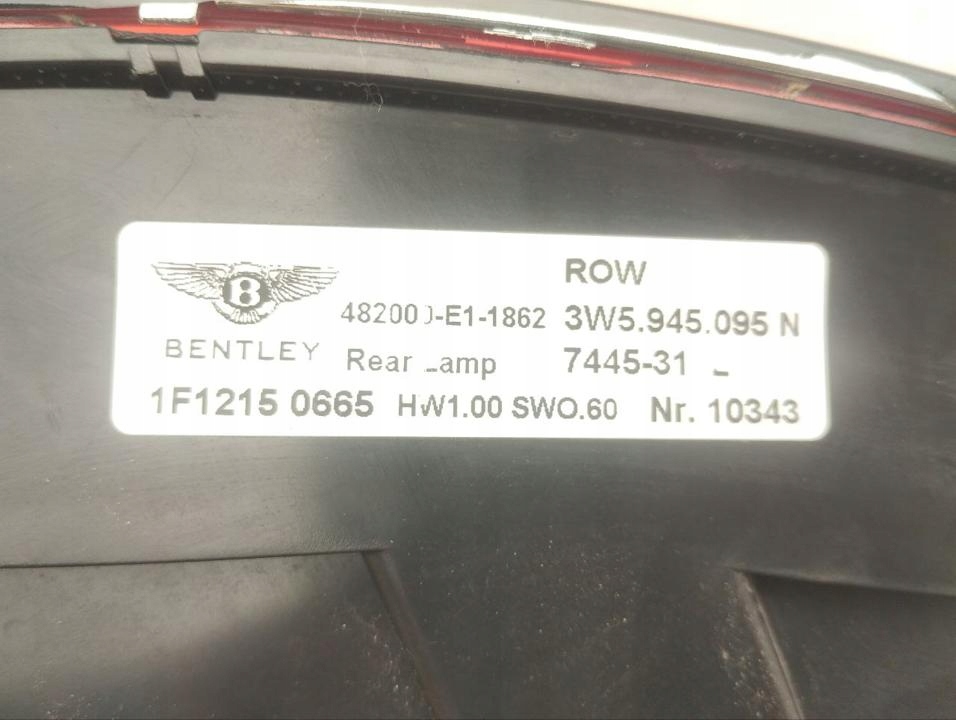 ROW
B
48200 -E1-1862 3W5.945.095 N
BENTLEY Rear Lamp 7445-31 L
1F1215 0665 HW1.00 SWO.60 Nr. 10343